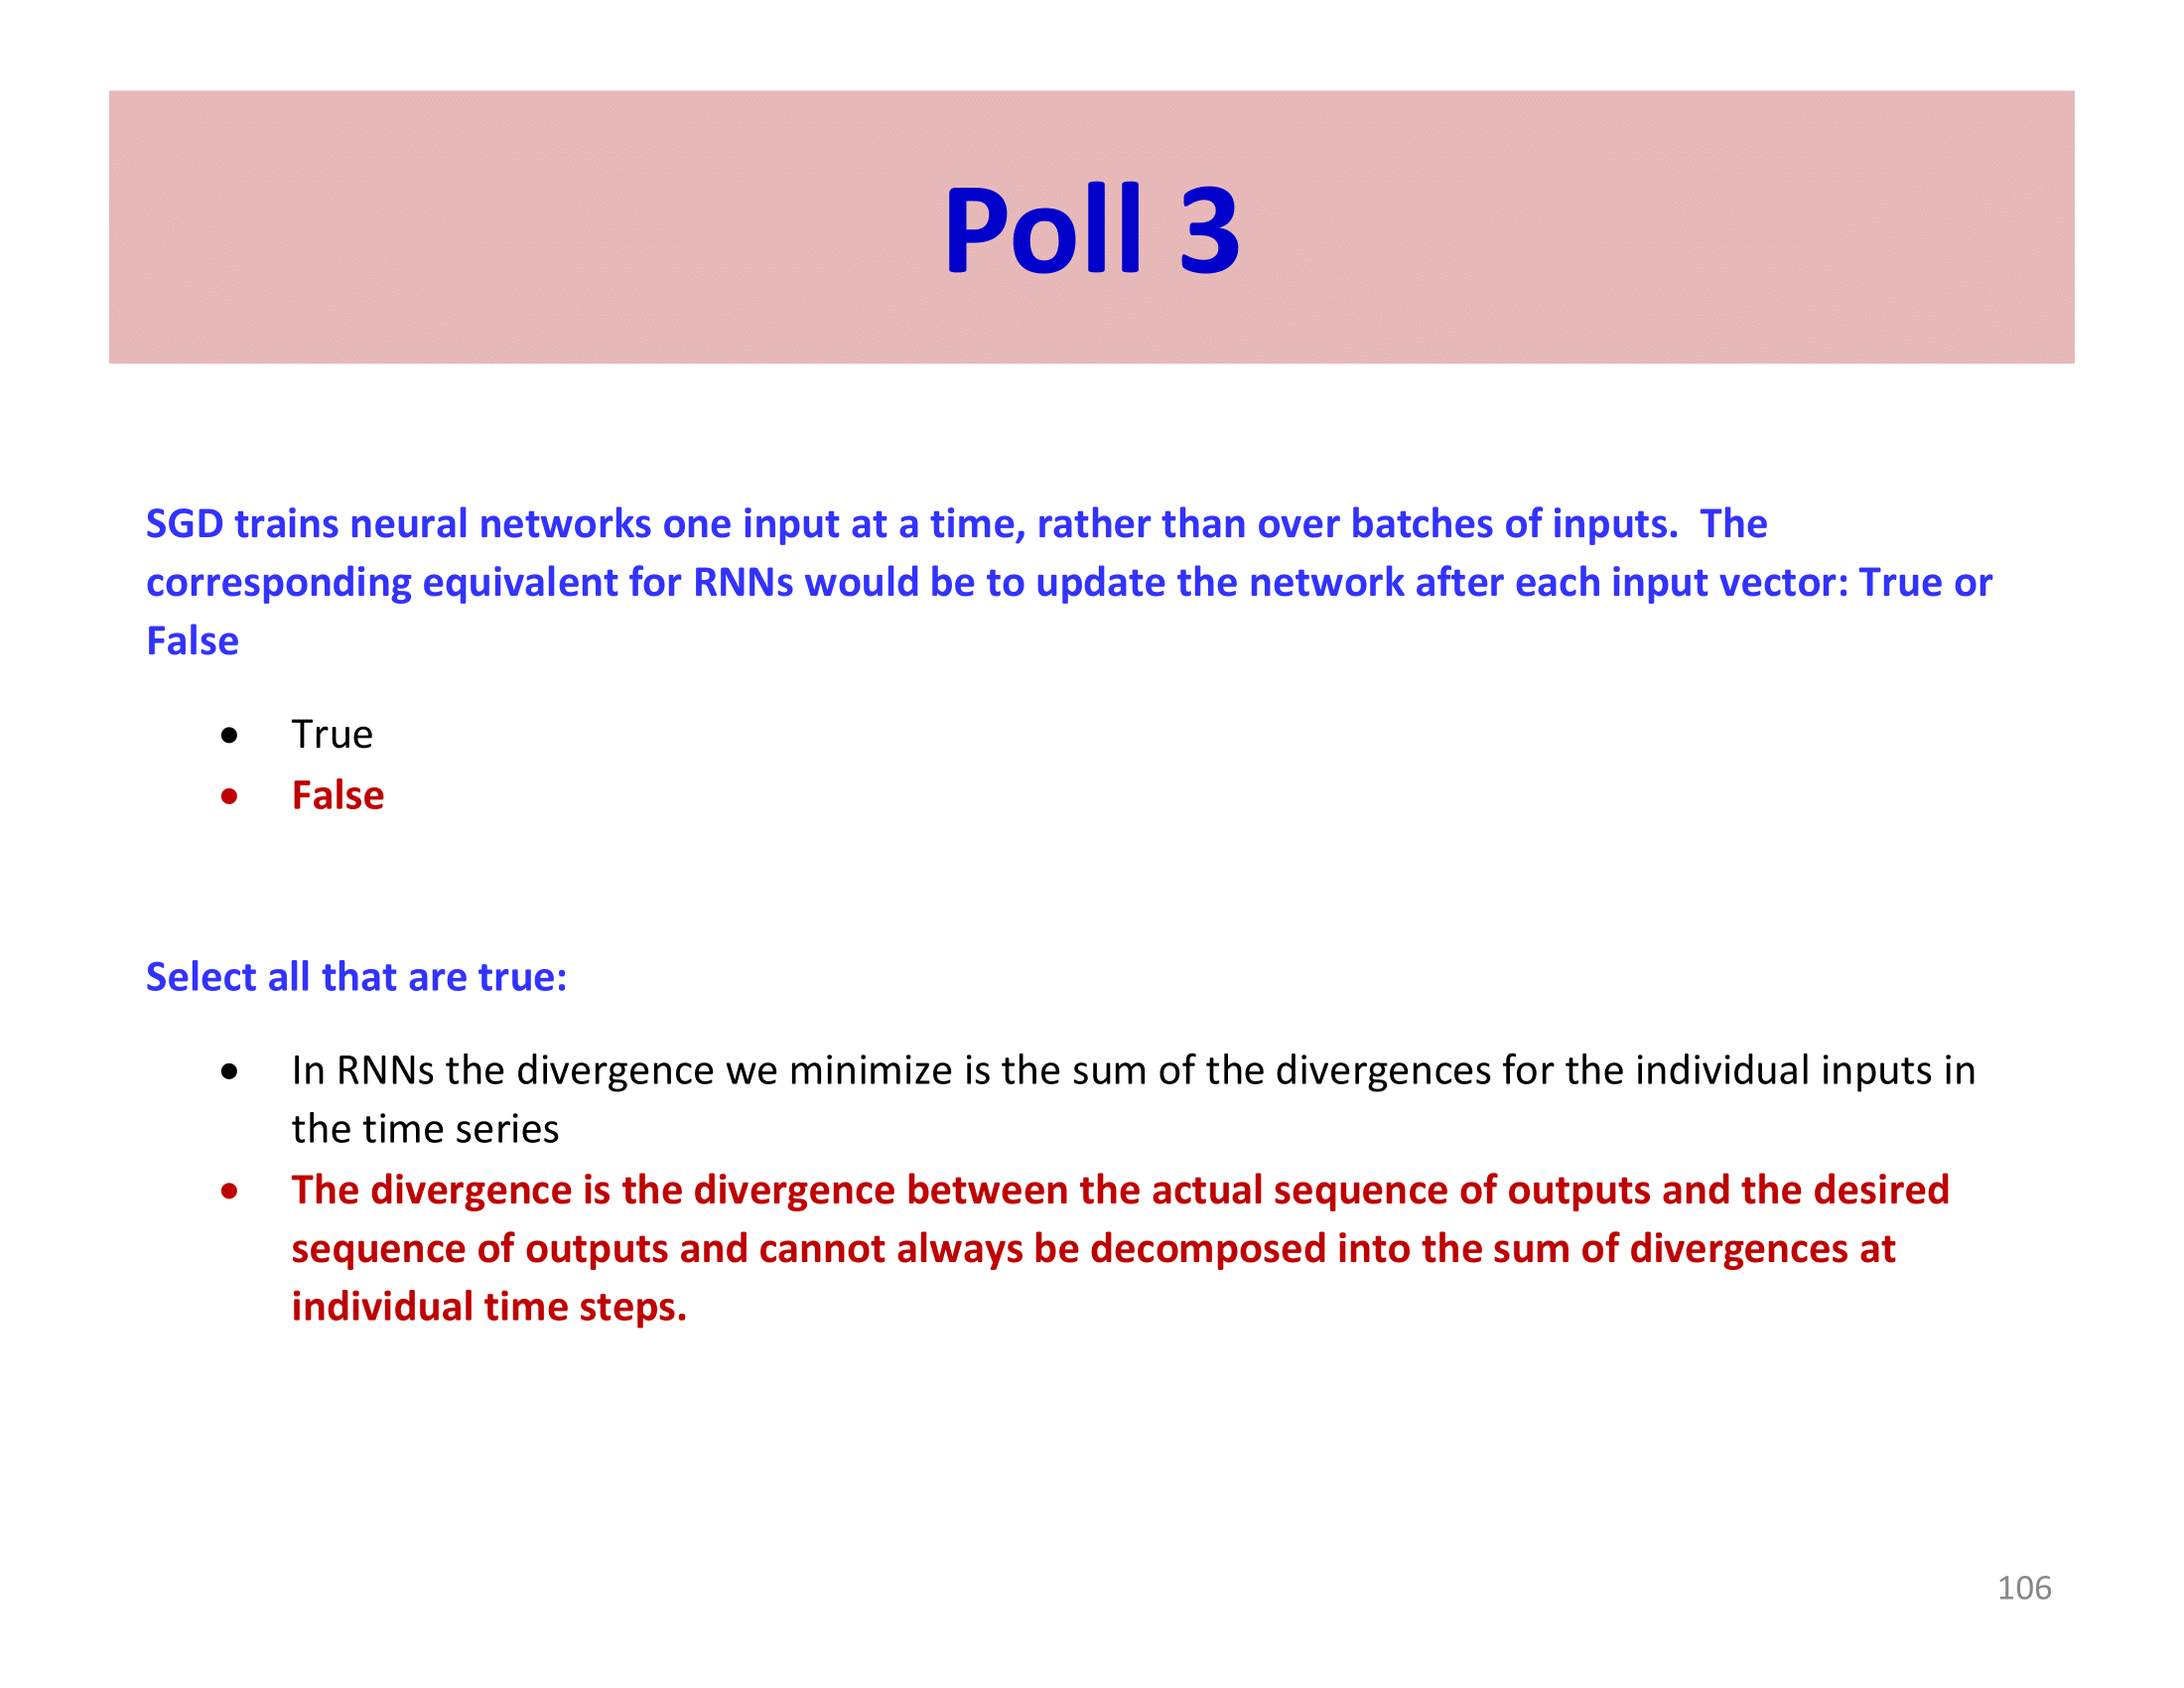 Poll 3
SGD trains neural networks one input at a time, rather than over batches of inputs.  The
corresponding equivalent for RNNs would be to update the network after each input vector: True or
False
• True
• False
Select all that are true:
• In RNNs the divergence we minimize is the sum of the divergences for the individual inputs in
the time series
• The divergence is the divergence between the actual sequence of outputs and the desired
sequence of outputs and cannot always be decomposed into the sum of divergences at
individual time steps.
106